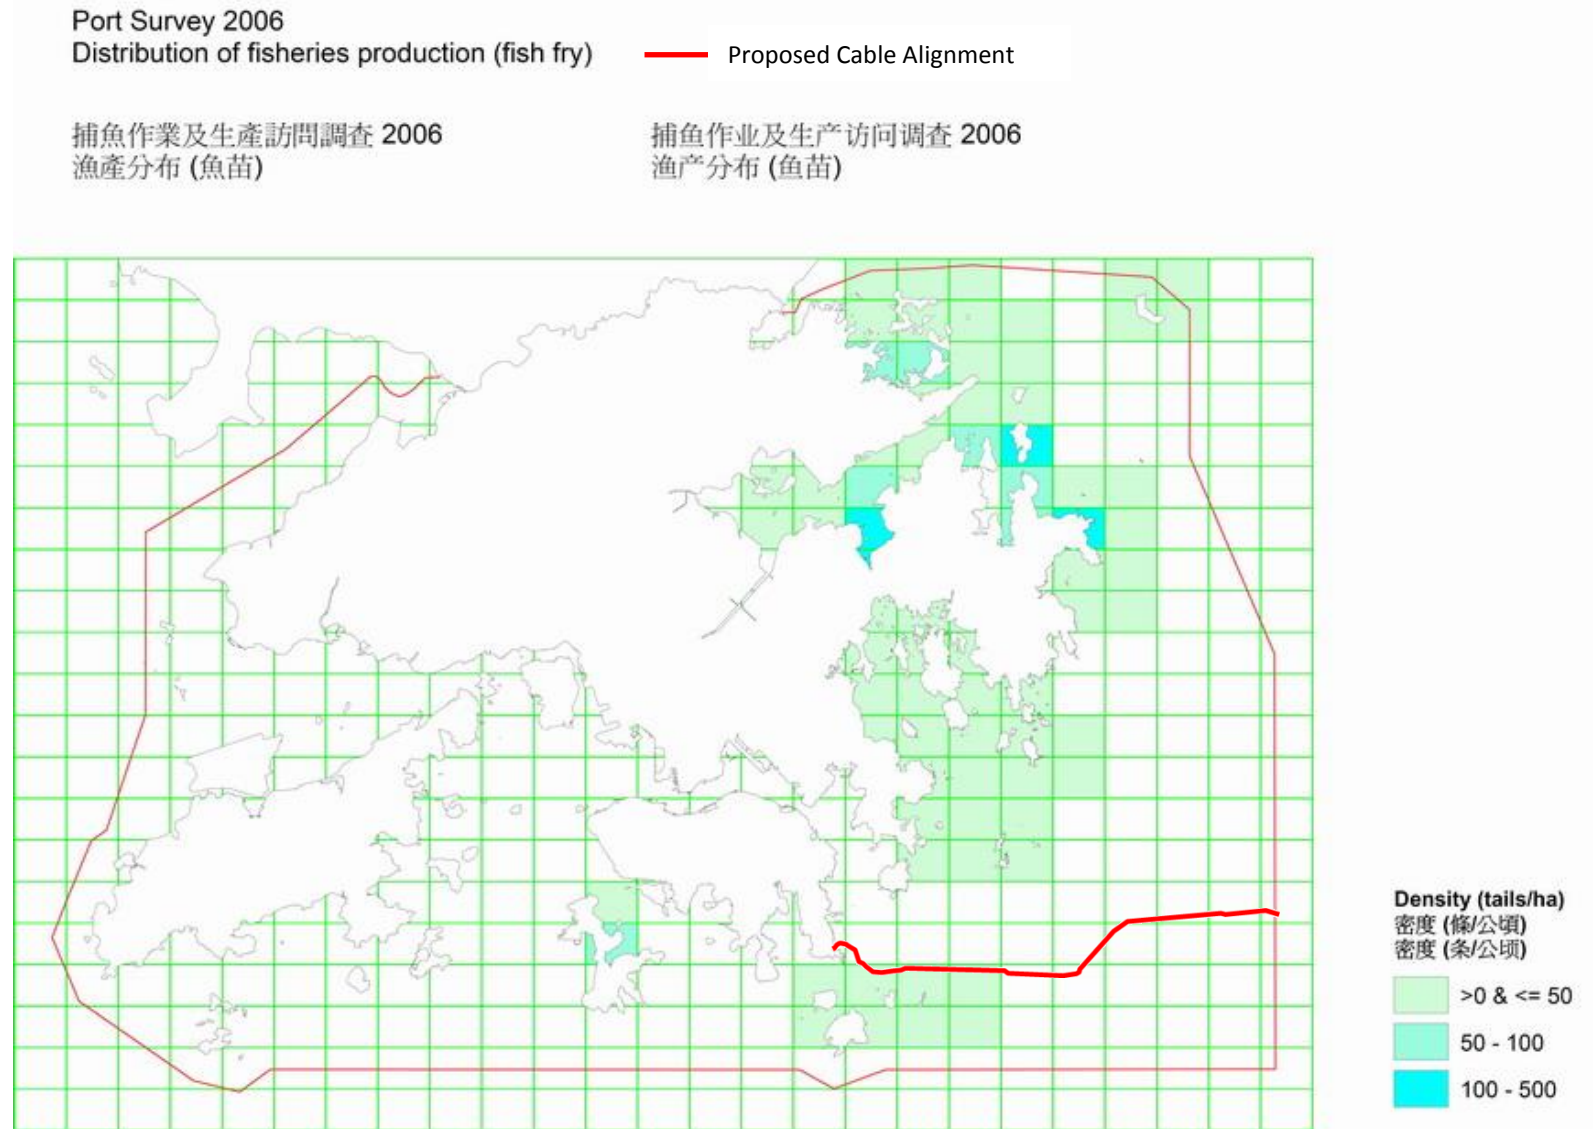 Port Survey 2006
Distribution of fisheries production (fish fry)
Proposed Cable Alignment
捕魚作業及生產訪問調查 2006
漁產分布 (魚苗)
捕鱼作业及生产访问调查 2006
渔产分布 (鱼苗)
Density (tails/ha)
密度 (條/公頃)
密度 (条/公顷)
>0 & <= 50
50 - 100
100 - 500